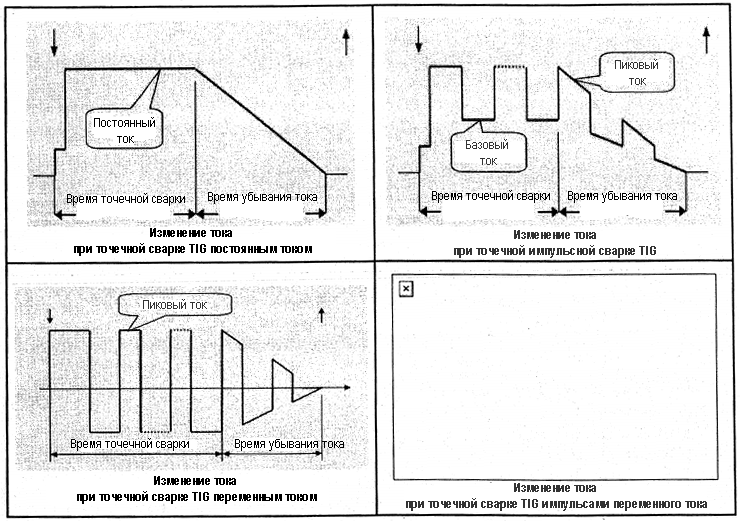 Постоянный
ток
Время точечной сварки
Время убывания тока
Изменение тока
при точечной сварке TIG постоянным током
Пиковый
ток
Базовый
ток
Время точечной сварки
Время убывания тока
Изменение тока
при точечной импульсной сварке TIG
Пиковый ток
Время точечной сварки
Время убывания тока
Изменение тока
при точечной сварке TIG переменным током
Изменение тока
при точечной сварке TIG импульсами переменного тока